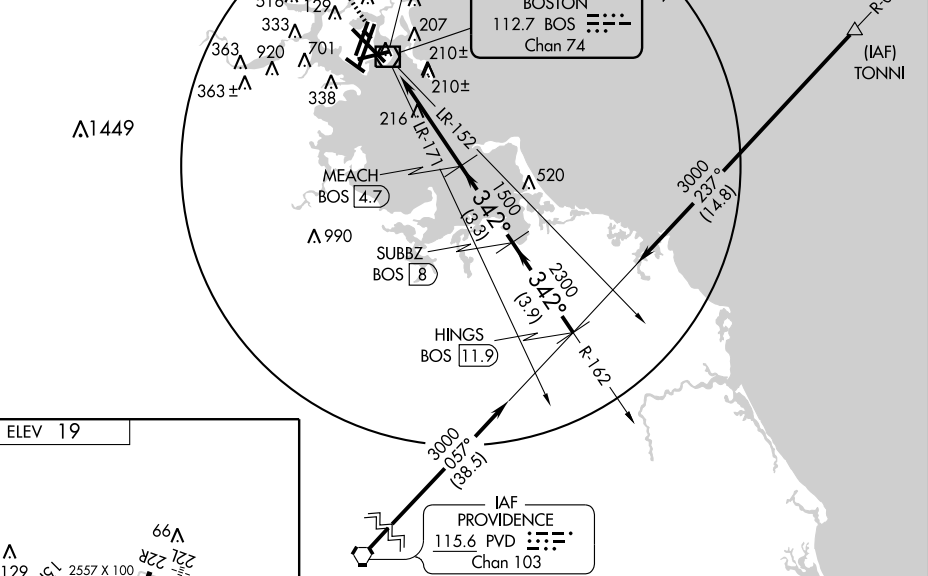 129
333
207
363
920
701
210±
363±
338
210±
216
1449
BOSTON
112.7 BOS
Chan 74
(IAF)
TONNI
LR-152
LR-171
MEACH
BOS 4.7
520
3000
237°
(14.8)
1500
342°
(3.3)
990
SUBBZ
BOS 8
2300
342°
(3.9)
HINGS
BOS 11.9
R-162
3000
057°
(38.5)
ELEV 19
IAF
PROVIDENCE
115.6 PVD
Chan 103
66
22R
22L
129
2557 X 100